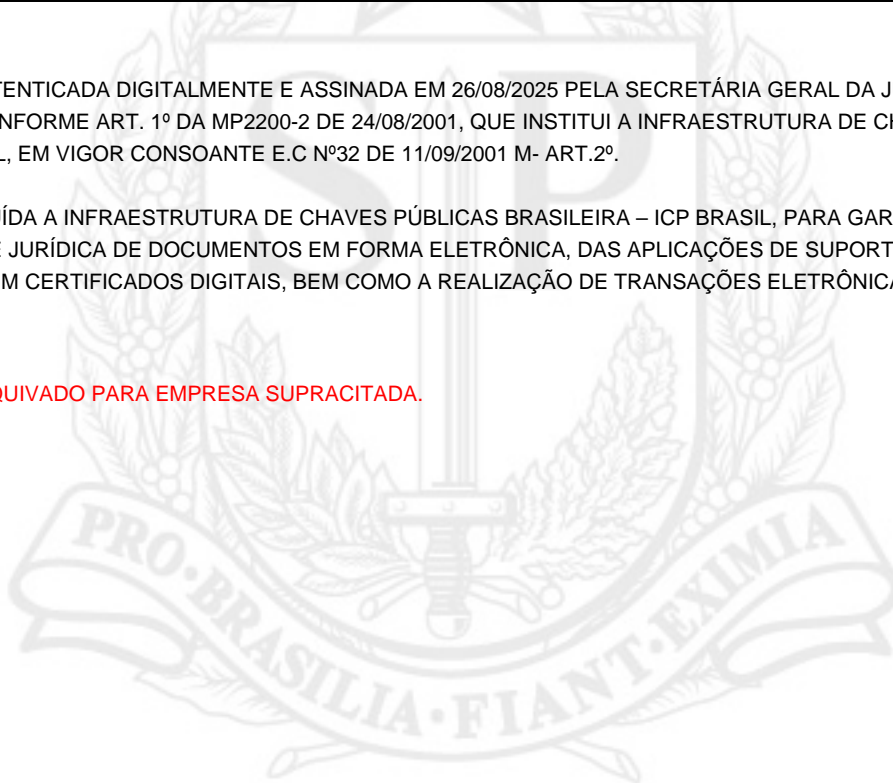 SP
TENTICADA DIGITALMENTE E ASSINADA EM 26/08/2025 PELA SECRETÁRIA GERAL DA J
NFORME ART. 1º DA MP2200-2 DE 24/08/2001, QUE INSTITUI A INFRAESTRUTURA DE CH
L, EM VIGOR CONSOANTE E.C Nº32 DE 11/09/2001 M- ART.2º.
ÍDA A INFRAESTRUTURA DE CHAVES PÚBLICAS BRASILEIRA – ICP BRASIL, PARA GAR
E JURÍDICA DE DOCUMENTOS EM FORMA ELETRÔNICA, DAS APLICAÇÕES DE SUPORT
M CERTIFICADOS DIGITAIS, BEM COMO A REALIZAÇÃO DE TRANSAÇÕES ELETRÔNICA
QUIVADO PARA EMPRESA SUPRACITADA.
PRO·BRASILIA·FIANT·EXIMIA